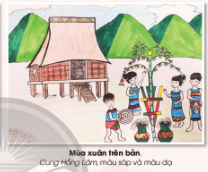 Mùa xuân trên bản.
Cung Hồng Lâm, màu sáp và màu dạ